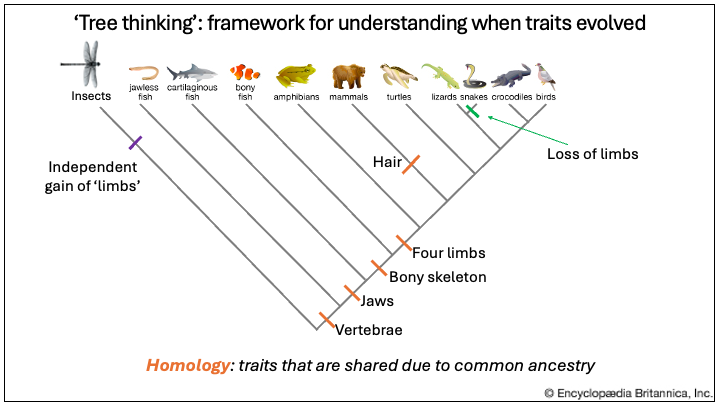 ‘Tree thinking’: framework for understanding when traits evolved
Insects
jawless
fish
cartilaginous
fish
bony
fish
amphibians
mammals
turtles
lizards
snakes
crocodiles
birds
Independent
gain of ‘limbs’
Hair
Loss of limbs
Four limbs
Bony skeleton
Jaws
Vertebrae
Homology: traits that are shared due to common ancestry
© Encyclopædia Britannica, Inc.